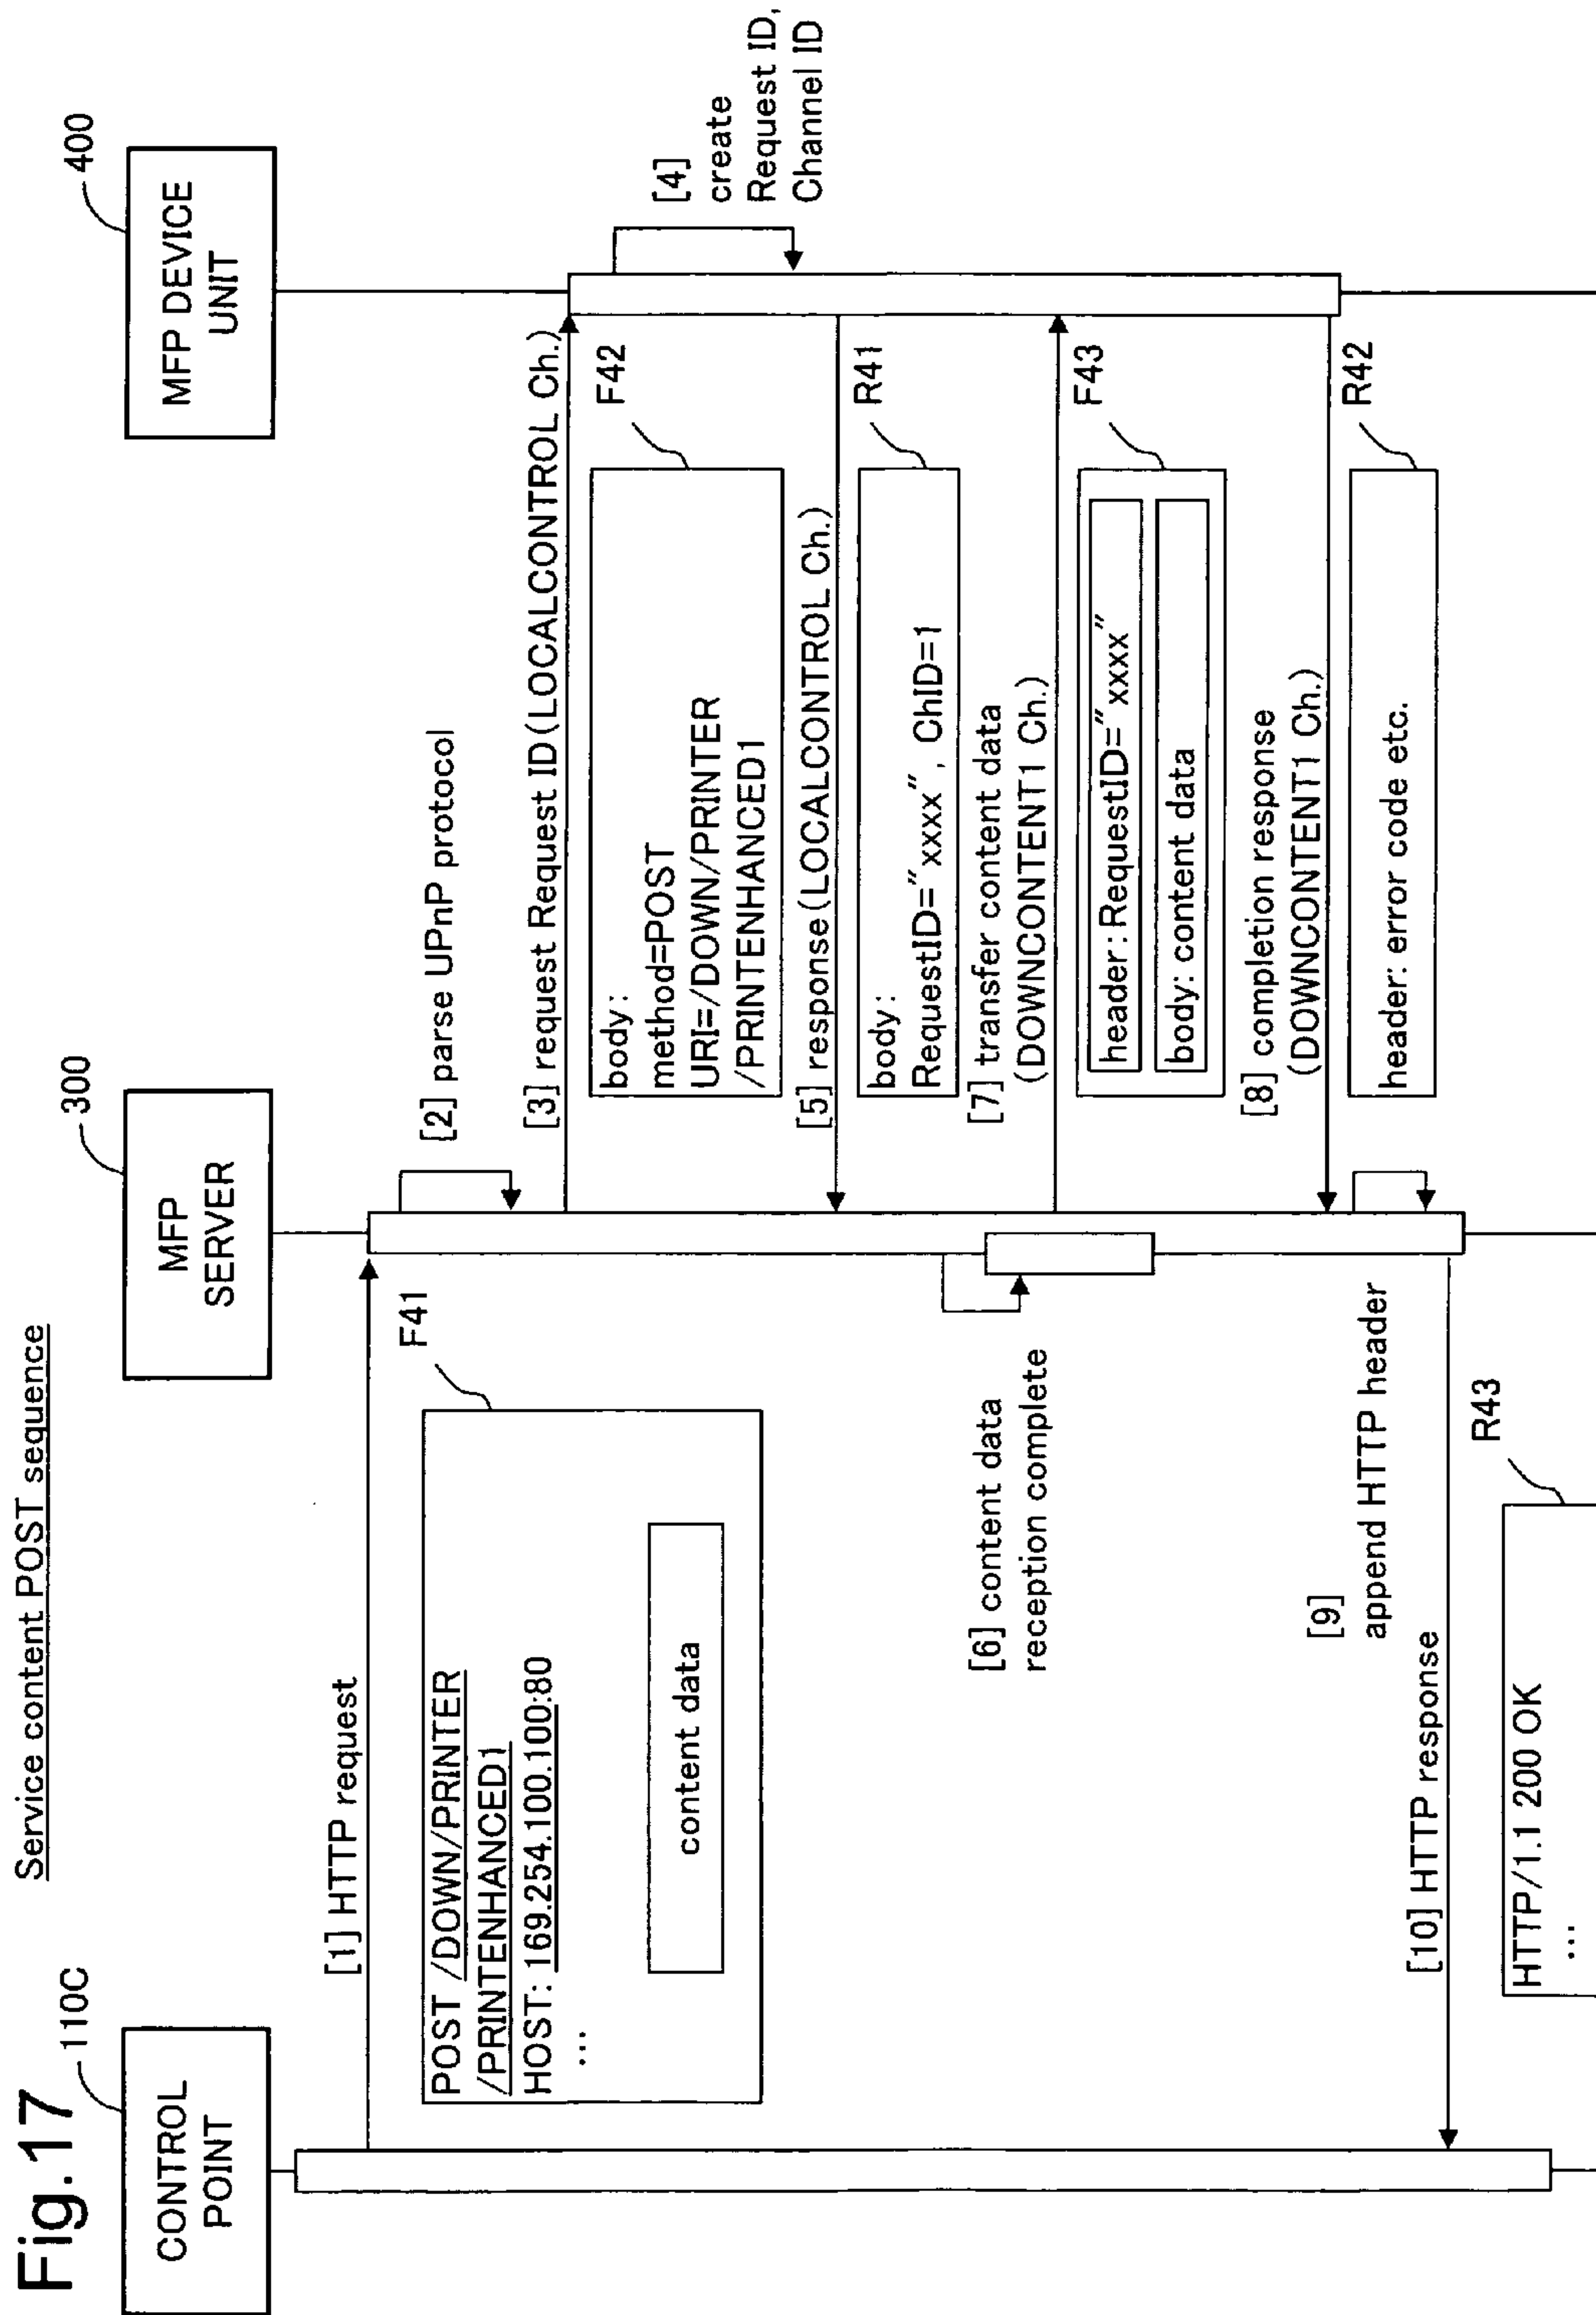 Fig.17
Service content POST sequence
110C
CONTROL
POINT
300
MFP
SERVER
400
MFP DEVICE
UNIT
[1] HTTP request
F41
POST /DOWN/PRINTER
/PRINTENHANCED1
HOST: 169.254.100.100:80
...
content data
[2] parse UPnP protocol
[3] request Request ID(LOCALCONTROL Ch.)
F42
body:
method=POST
URI=/DOWN/PRINTER
/PRINTENHANCED1
[4]
create
Request ID,
Channel ID
[5] response(LOCALCONTROL Ch.)
R41
body:
RequestID="xxxx", ChID=1
[6] content data
reception complete
[7] transfer content data
(DOWNCONTENT1 Ch.)
F43
header:RequestID="xxxx"
body: content data
[8] completion response
(DOWNCONTENT1 Ch.)
R42
header: error code etc.
[9]
append HTTP header
[10] HTTP response
R43
HTTP/1.1 200 OK
...